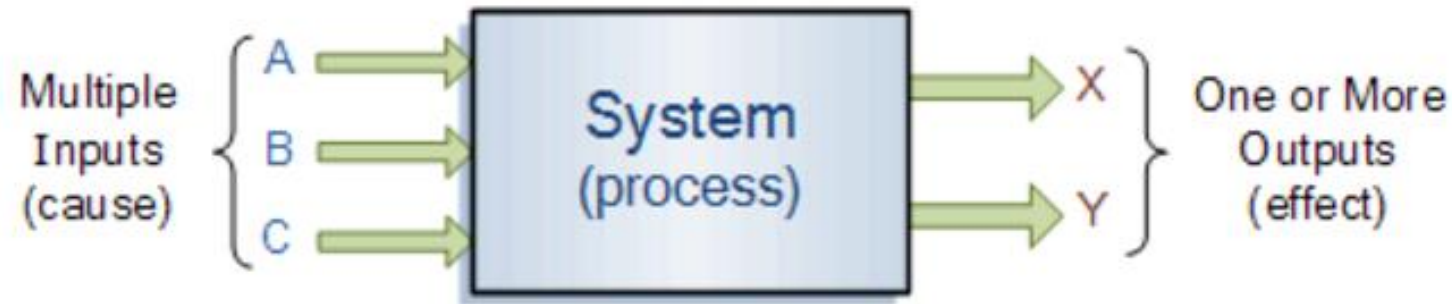 Multiple
Inputs
(cause)
A
B
C
System
(process)
X
Y
One or More
Outputs
(effect)